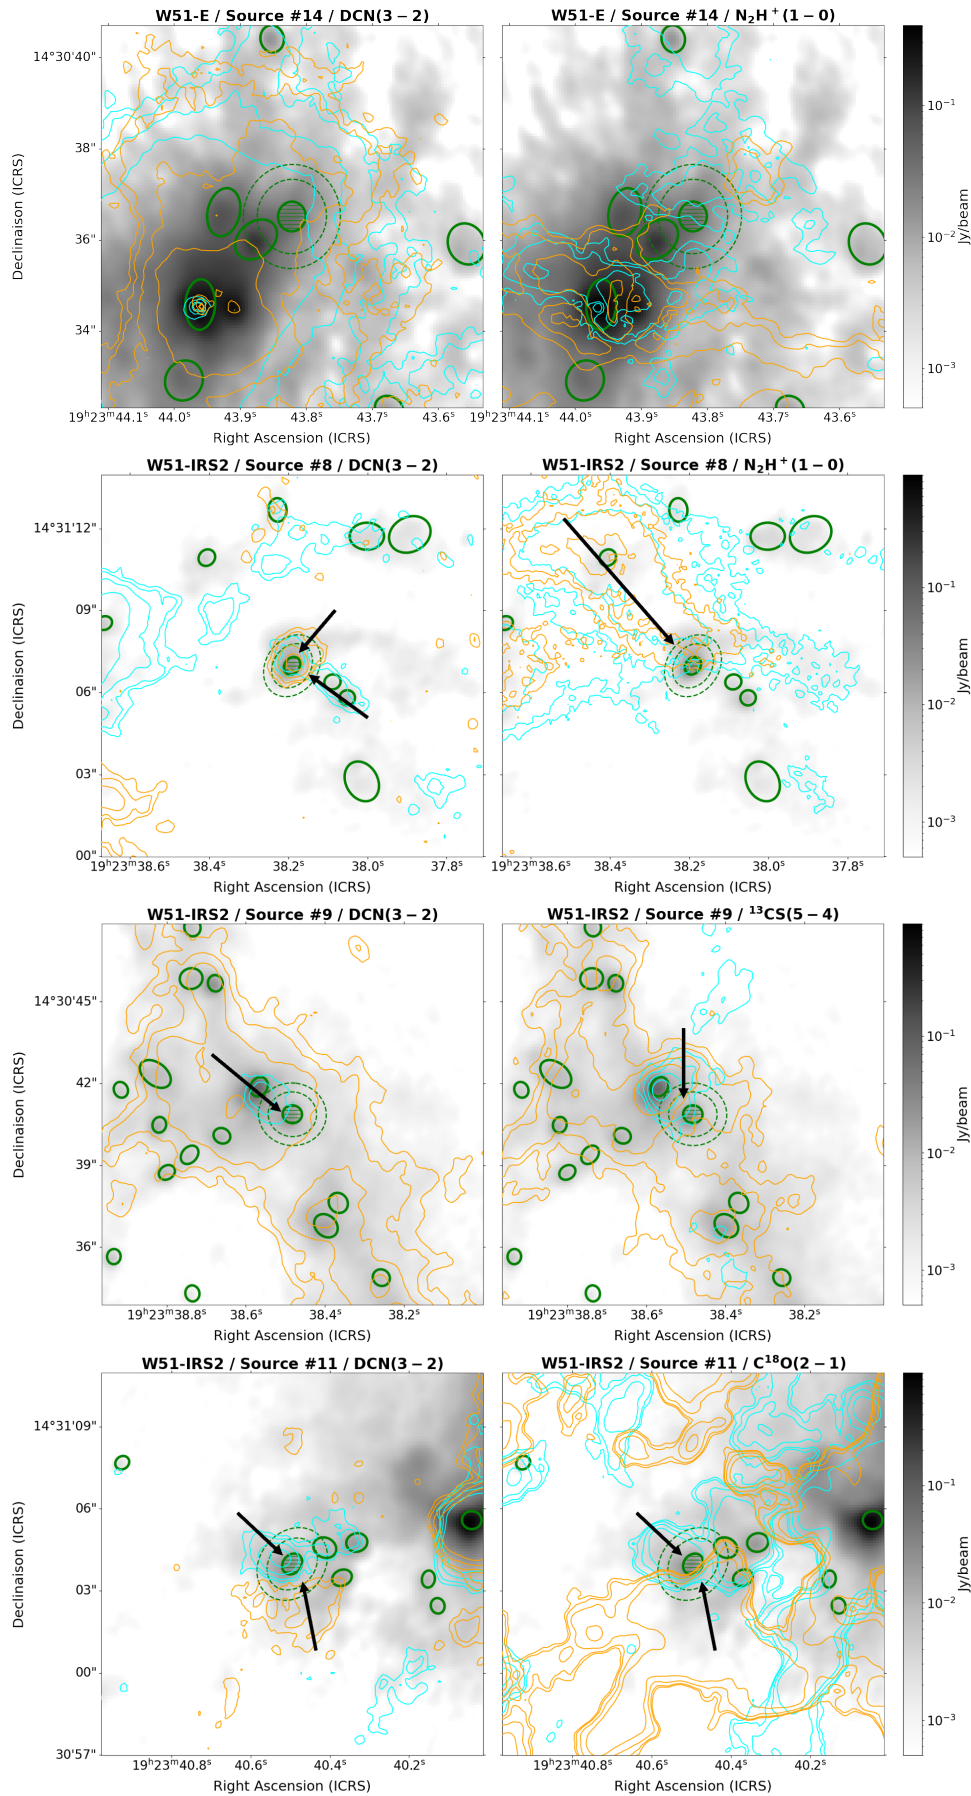 W51-E / Source #14 / DCN(3 − 2)
W51-E / Source #14 / N₂H⁺(1 − 0)
14°30'40"
38"
36"
34"
Declinaison (ICRS)
19ʰ23ᵐ44.1ˢ 44.0ˢ 43.9ˢ 43.8ˢ 43.6ˢ
Right Ascension (ICRS)
19ʰ23ᵐ44.1ˢ 44.0ˢ 43.9ˢ 43.8ˢ 43.6ˢ
Right Ascension (ICRS)
10⁻¹
10⁻²
10⁻³
Jy/beam
W51-IRS2 / Source #8 / DCN(3 − 2)
W51-IRS2 / Source #8 / N₂H⁺(1 − 0)
14°31'12"
09"
06"
03"
00"
Declinaison (ICRS)
19ʰ23ᵐ38.6ˢ 38.4ˢ 38.2ˢ 38.0ˢ 37.8ˢ
Right Ascension (ICRS)
19ʰ23ᵐ38.6ˢ 38.4ˢ 38.2ˢ 38.0ˢ 37.8ˢ
Right Ascension (ICRS)
10⁻¹
10⁻²
10⁻³
Jy/beam
W51-IRS2 / Source #9 / DCN(3 − 2)
W51-IRS2 / Source #9 / ¹³CS(5 − 4)
14°30'45"
42"
39"
36"
Declinaison (ICRS)
19ʰ23ᵐ38.8ˢ 38.6ˢ 38.4ˢ 38.2ˢ
Right Ascension (ICRS)
19ʰ23ᵐ38.8ˢ 38.6ˢ 38.4ˢ 38.2ˢ
Right Ascension (ICRS)
10⁻¹
10⁻²
10⁻³
Jy/beam
W51-IRS2 / Source #11 / DCN(3 − 2)
W51-IRS2 / Source #11 / C¹⁸O(2 − 1)
14°31'09"
06"
03"
00"
30'57"
Declinaison (ICRS)
19ʰ23ᵐ40.8ˢ 40.6ˢ 40.4ˢ 40.2ˢ
Right Ascension (ICRS)
19ʰ23ᵐ40.8ˢ 40.6ˢ 40.4ˢ 40.2ˢ
Right Ascension (ICRS)
10⁻¹
10⁻²
10⁻³
Jy/beam